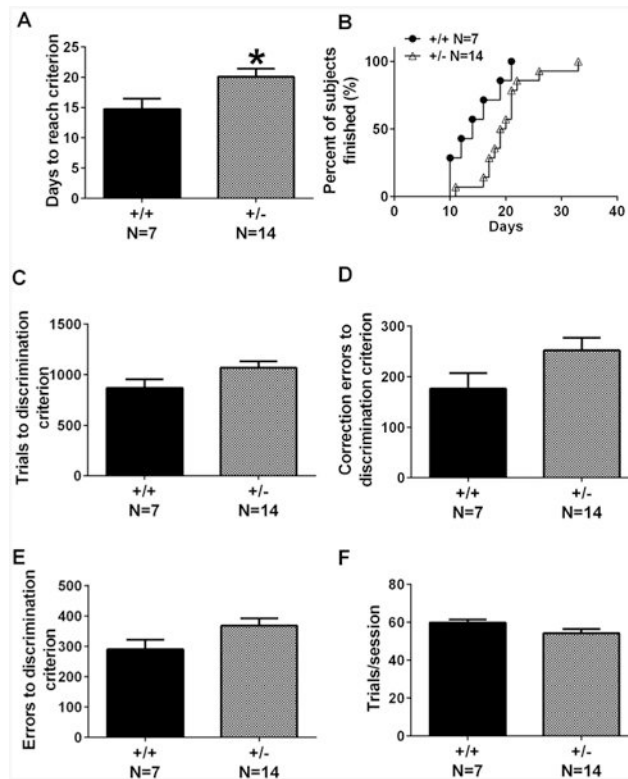 A
Days to reach criterion
25
20
15
10
5
0
*
+/+
N=7
+/-
N=14
B
Percent of subjects
finished (%)
100
50
0
+/+ N=7
+/- N=14
0
10
20
30
40
Days
C
Trials to discrimination
criterion
1500
1000
500
0
+/+
N=7
+/-
N=14
D
Correction errors to
discrimination criterion
300
200
100
0
+/+
N=7
+/-
N=14
E
Errors to discrimination
criterion
500
400
300
200
100
0
+/+
N=7
+/-
N=14
F
Trials/session
80
60
40
20
0
+/+
N=7
+/-
N=14